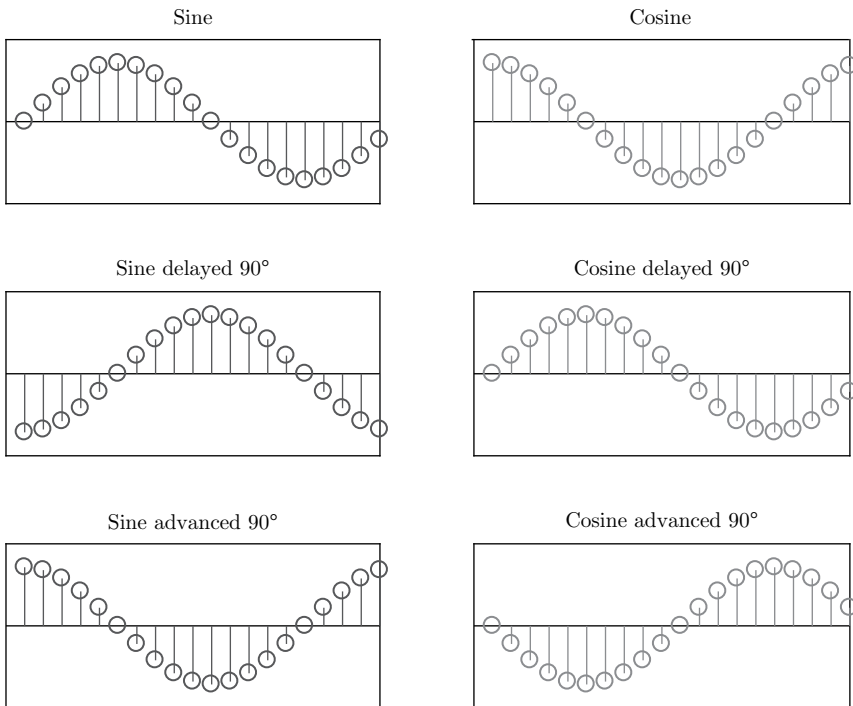 Sine
Cosine
Sine delayed 90°
Cosine delayed 90°
Sine advanced 90°
Cosine advanced 90°